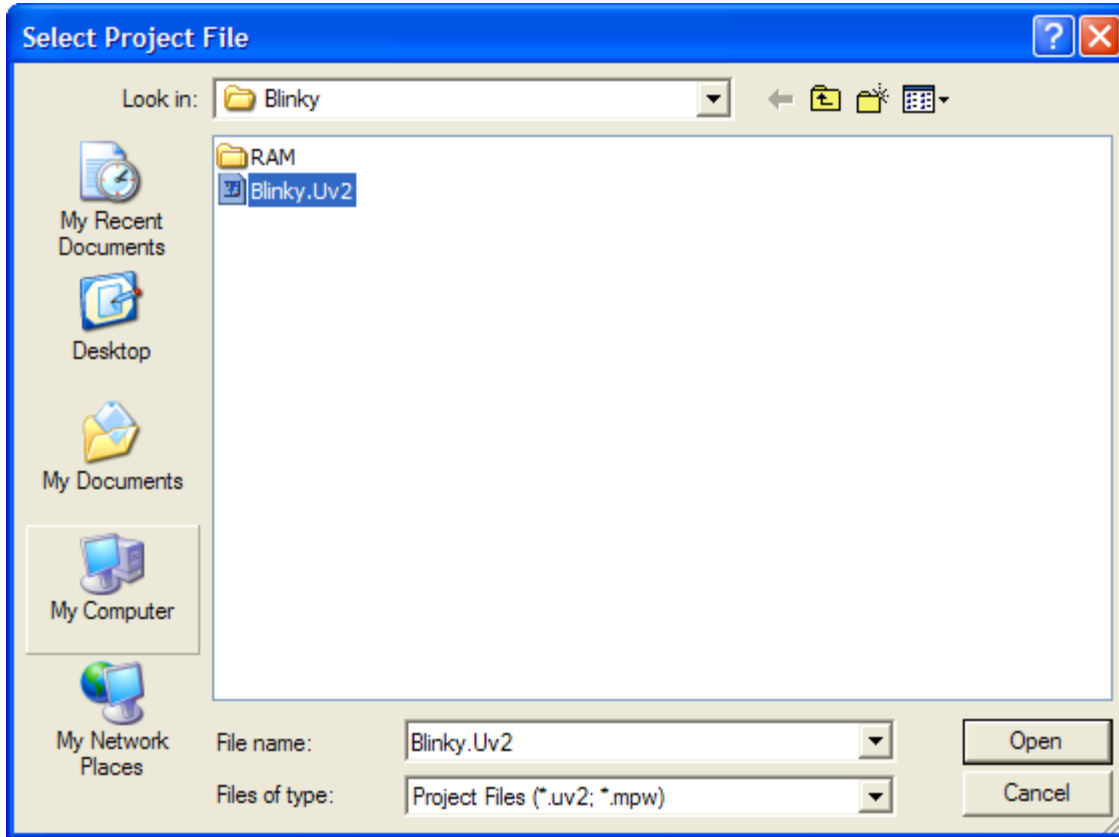 Select Project File
Look in:
Blinky
RAM
Blinky.Uv2
My Recent
Documents
Desktop
My Documents
My Computer
My Network
Places
File name:
Blinky.Uv2
Open
Files of type:
Project Files (*.uv2; *.mpw)
Cancel